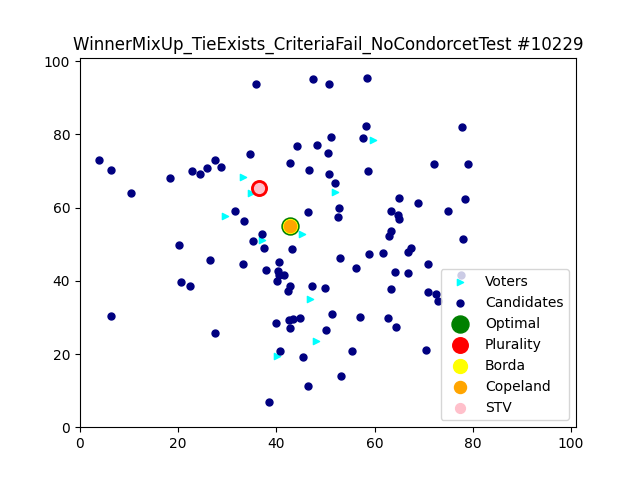 WinnerMixUp_TieExists_CriteriaFail_NoCondorcetTest #10229
100
80
60
40
20
0
0
20
40
60
80
100
Voters
Candidates
Optimal
Plurality
Borda
Copeland
STV